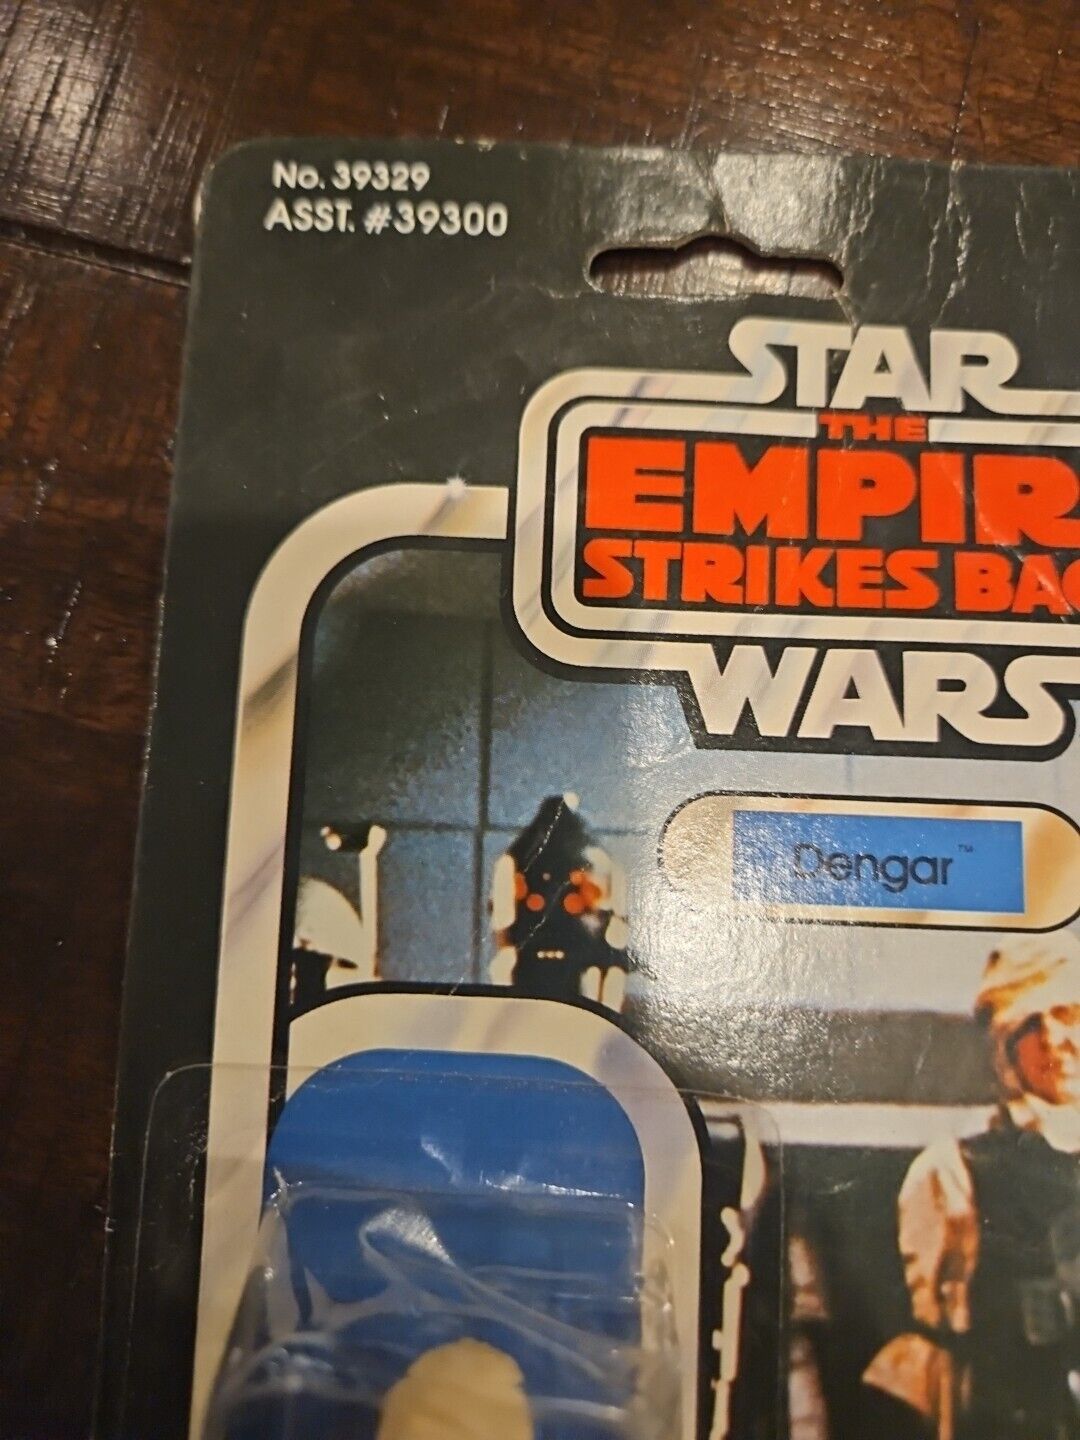 No. 39329
ASST. #39300
STAR
THE
EMPIR
STRIKES BAC
WARS
Dengar™